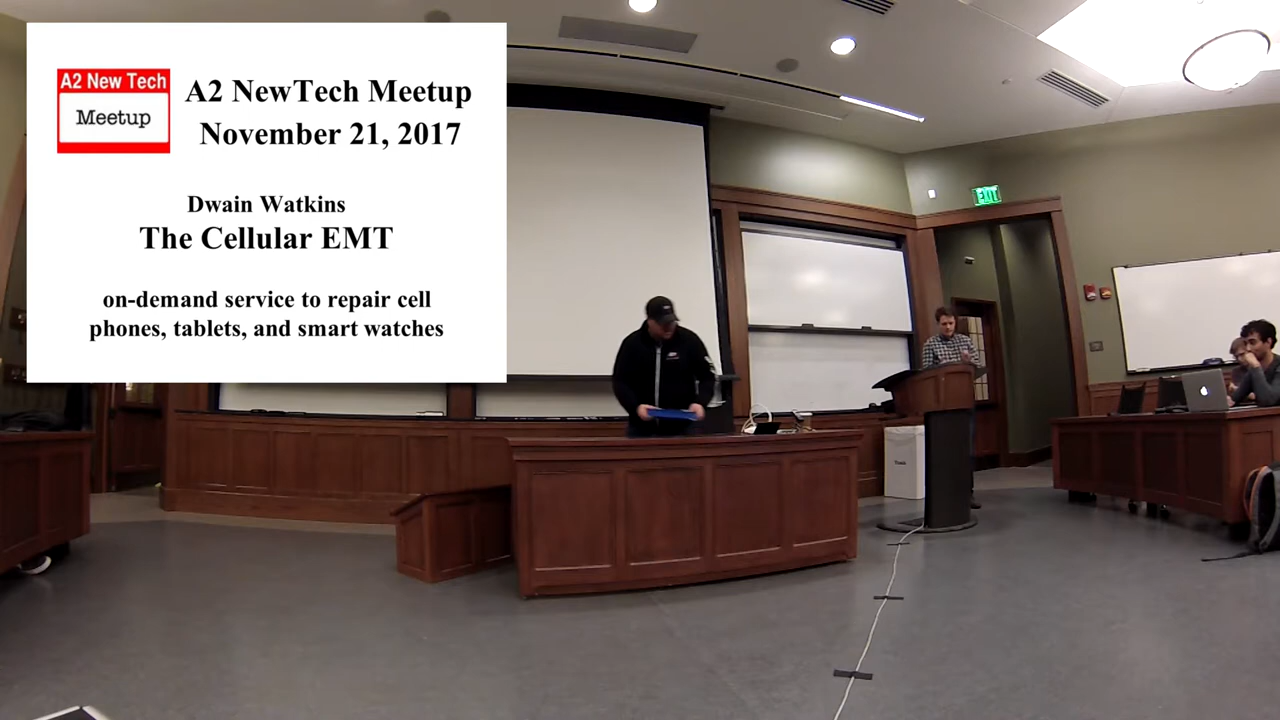 A2 New Tech
Meetup
A2 NewTech Meetup
November 21, 2017
Dwain Watkins
The Cellular EMT
on-demand service to repair cell
phones, tablets, and smart watches
EXIT